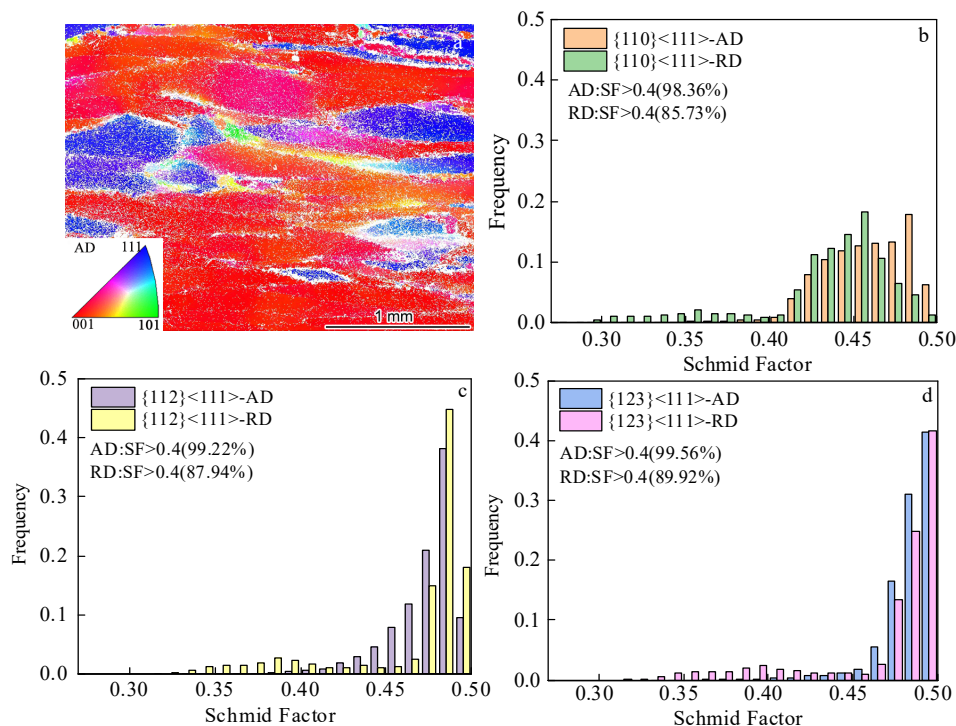 a
AD
111
001
101
1 mm
b
{110}<111>-AD
{110}<111>-RD
AD:SF>0.4(98.36%)
RD:SF>0.4(85.73%)
Frequency
0.5
0.4
0.3
0.2
0.1
0.0
0.30
0.35
0.40
0.45
0.50
Schmid Factor
c
{112}<111>-AD
{112}<111>-RD
AD:SF>0.4(99.22%)
RD:SF>0.4(87.94%)
Frequency
0.5
0.4
0.3
0.2
0.1
0.0
0.30
0.35
0.40
0.45
0.50
Schmid Factor
d
{123}<111>-AD
{123}<111>-RD
AD:SF>0.4(99.56%)
RD:SF>0.4(89.92%)
Frequency
0.5
0.4
0.3
0.2
0.1
0.0
0.30
0.35
0.40
0.45
0.50
Schmid Factor